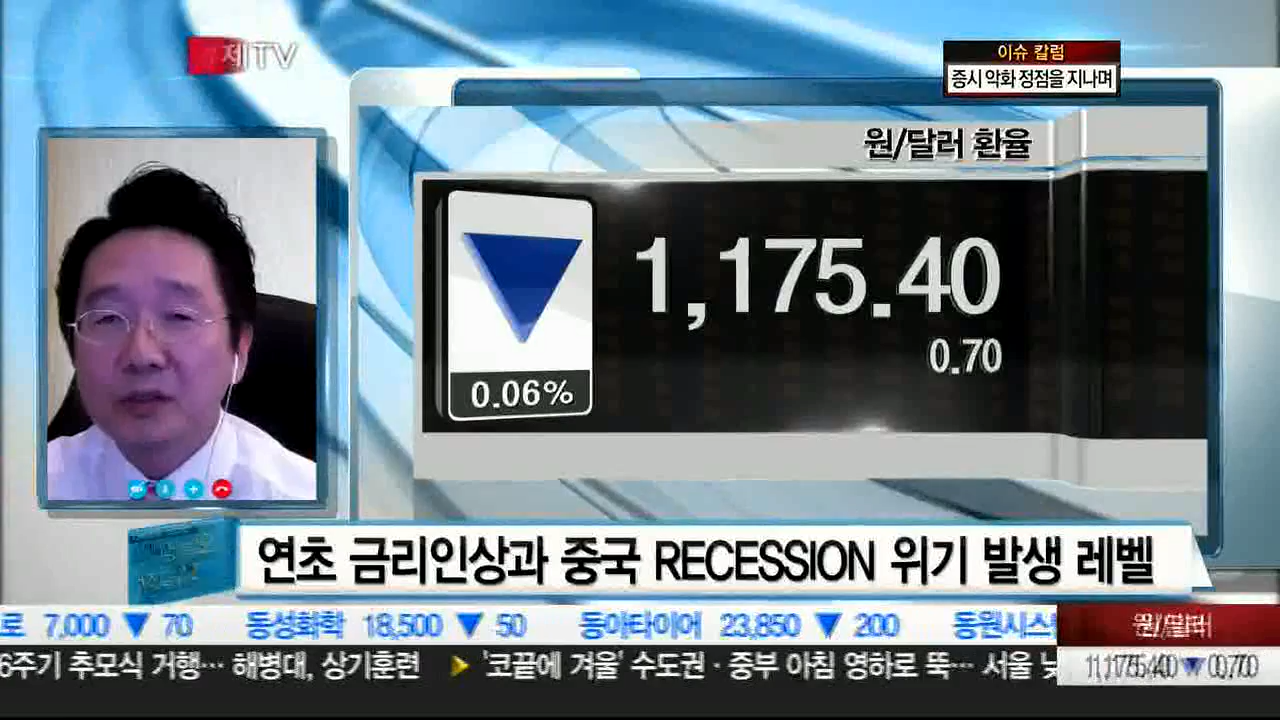 제TV
이슈 칼럼
증시 악화 정점을 지나며
원/달러 환율
1,175.40
0.70
0.06%
연초 금리인상과 중국 RECESSION 위기 발생 레벨
로 7,000 ▼ 70 동성화학 18,500 ▼ 50 동아타이어 23,850 ▼ 200 동원시스
원/달러
6주기 추모식 거행… 해병대, 상기훈련 ▶ '코끝에 겨울' 수도권·중부 아침 영하로 뚝… 서울 낮